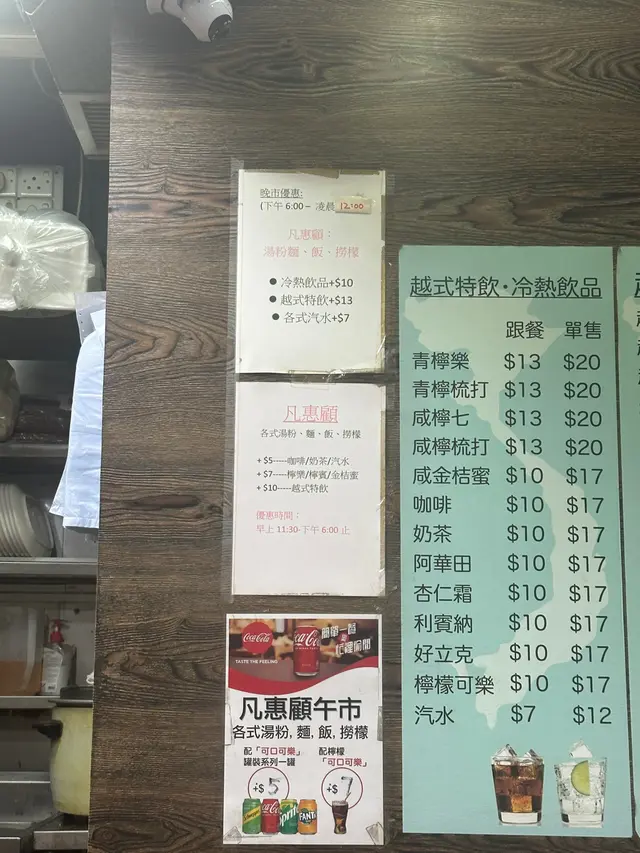 晚市優惠:
(下午 6:00 – 凌晨 12:00
凡惠顧：
湯粉麵、飯、撈檬
● 冷熱飲品+$10
● 越式特飲+$13
● 各式汽水+$7
凡惠顧
各式湯粉、麵、飯、撈檬
+ $5-----咖啡/奶茶/汽水
+ $7-----檸樂/檸賓/金桔蜜
+ $10----越式特飲
優惠時間：
早上 11:30-下午 6:00 止
Coca-Cola
TASTE THE FEELING
凡惠顧午市
各式湯粉, 麵, 飯, 撈檬
配「可口可樂」
罐裝系列一罐
+$5
配檸檬
「可口可樂」
+$7
Sprite
FANTA
越式特飲·冷熱飲品
跟餐 單售
青檸樂 $13 $20
青檸梳打 $13 $20
咸檸七 $13 $20
咸檸梳打 $13 $20
咸金桔蜜 $10 $17
咖啡 $10 $17
奶茶 $10 $17
阿華田 $10 $17
杏仁霜 $10 $17
利賓納 $10 $17
好立克 $10 $17
檸檬可樂 $10 $17
汽水 $7 $12